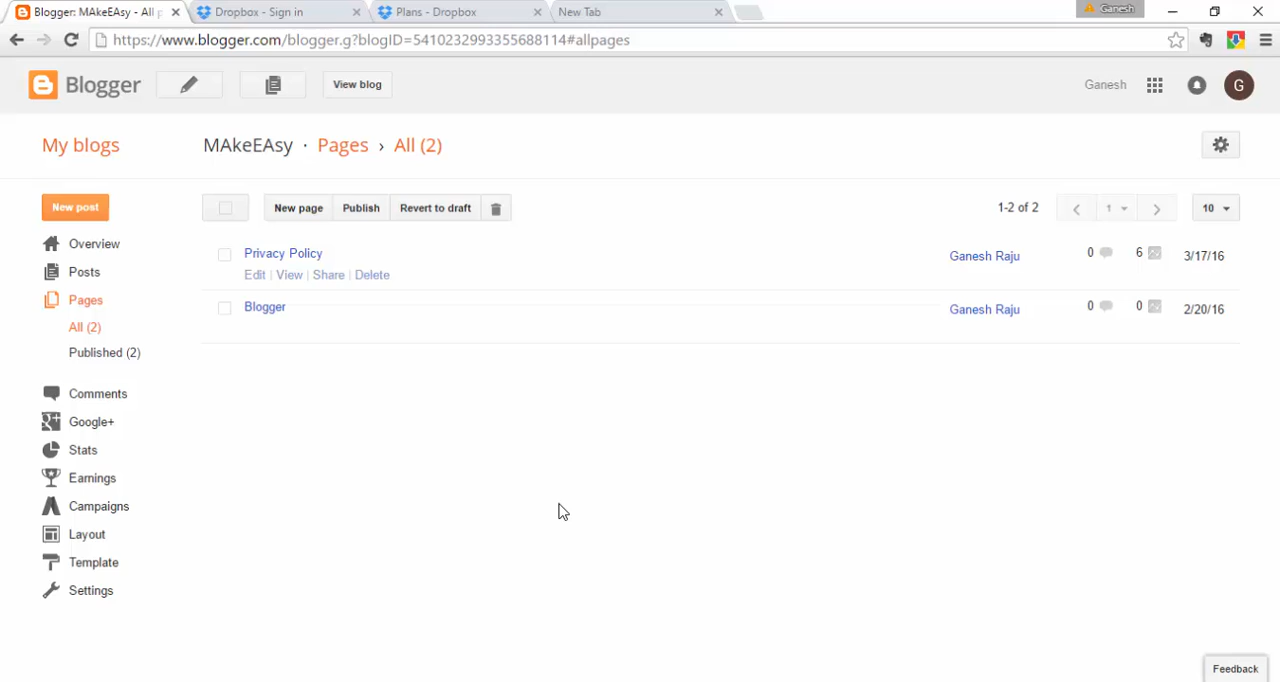 Blogger: MAkeEAsy - All p
Dropbox - Sign in
Plans - Dropbox
New Tab
Ganesh
https://www.blogger.com/blogger.g?blogID=5410232993355688114#allpages
Blogger
View blog
Ganesh
G
My blogs
MAkeEAsy · Pages › All (2)
New post
New page
Publish
Revert to draft
1-2 of 2
1
10
Overview
Posts
Pages
All (2)
Published (2)
Comments
Google+
Stats
Earnings
Campaigns
Layout
Template
Settings
Privacy Policy
Edit | View | Share | Delete
Ganesh Raju
0
6
3/17/16
Blogger
Ganesh Raju
0
0
2/20/16
Feedback